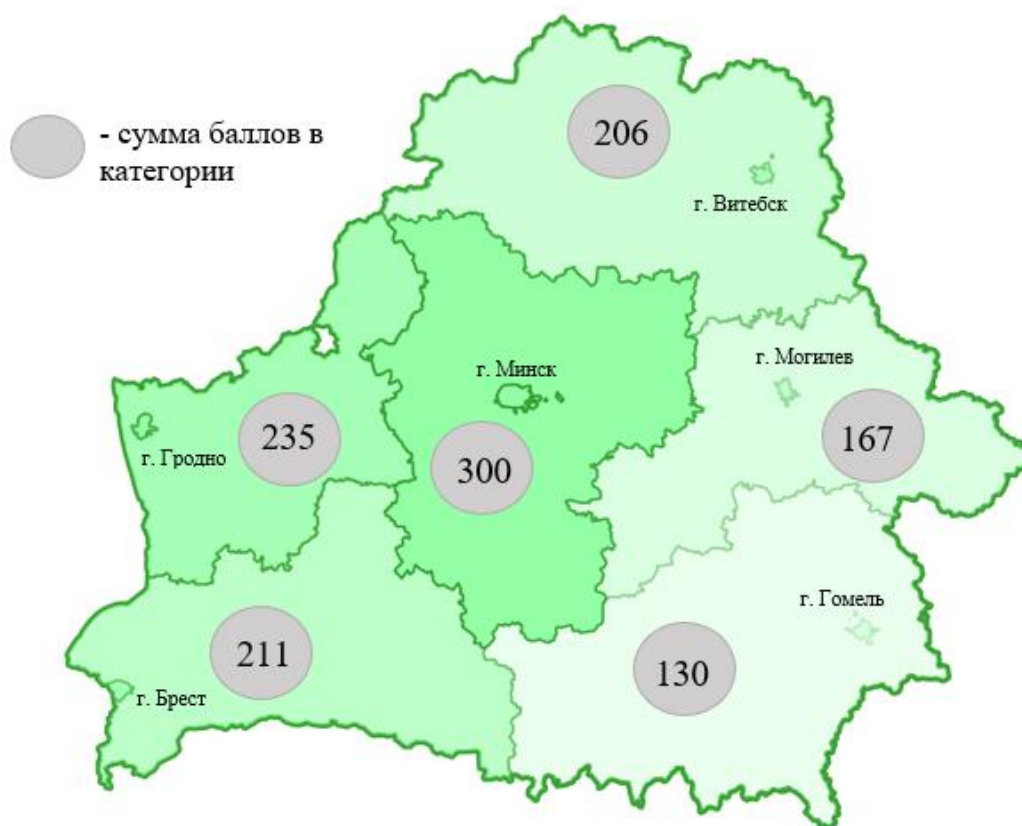 - сумма баллов в
категории
206
г. Витебск
г. Минск
г. Могилев
235
г. Гродно
300
167
г. Гомель
211
130
г. Брест